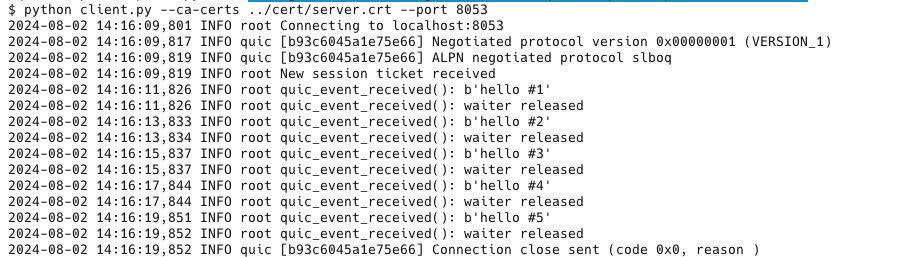 $ python client.py --ca-certs ../cert/server.crt --port 8053
2024-08-02 14:16:09,801 INFO root Connecting to localhost:8053
2024-08-02 14:16:09,817 INFO quic [b93c6045a1e75e66] Negotiated protocol version 0x00000001 (VERSION_1)
2024-08-02 14:16:09,819 INFO quic [b93c6045a1e75e66] ALPN negotiated protocol slboq
2024-08-02 14:16:09,819 INFO root New session ticket received
2024-08-02 14:16:11,826 INFO root quic_event_received(): b'hello #1'
2024-08-02 14:16:11,826 INFO root quic_event_received(): waiter released
2024-08-02 14:16:13,833 INFO root quic_event_received(): b'hello #2'
2024-08-02 14:16:13,834 INFO root quic_event_received(): waiter released
2024-08-02 14:16:15,837 INFO root quic_event_received(): b'hello #3'
2024-08-02 14:16:15,837 INFO root quic_event_received(): waiter released
2024-08-02 14:16:17,844 INFO root quic_event_received(): b'hello #4'
2024-08-02 14:16:17,844 INFO root quic_event_received(): waiter released
2024-08-02 14:16:19,851 INFO root quic_event_received(): b'hello #5'
2024-08-02 14:16:19,852 INFO root quic_event_received(): waiter released
2024-08-02 14:16:19,852 INFO quic [b93c6045a1e75e66] Connection close sent (code 0x0, reason )